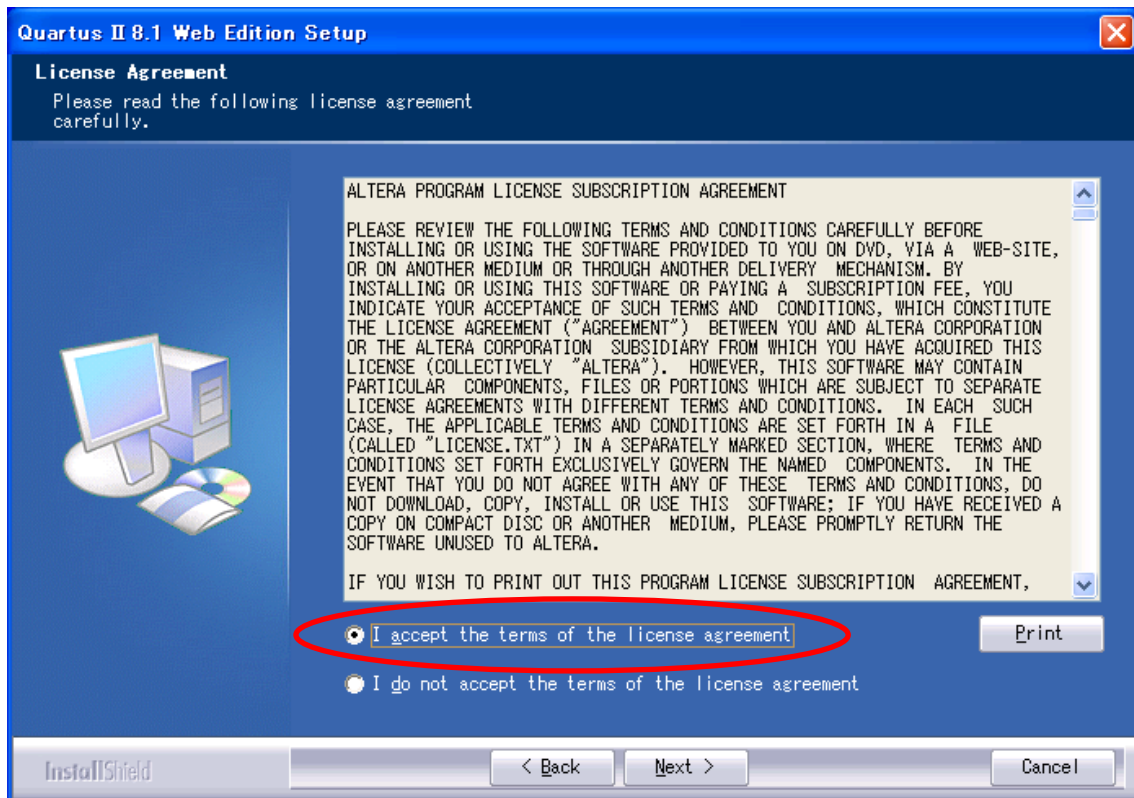 Quartus II 8.1 Web Edition Setup
License Agreement
Please read the following license agreement
carefully.
ALTERA PROGRAM LICENSE SUBSCRIPTION AGREEMENT
PLEASE REVIEW THE FOLLOWING TERMS AND CONDITIONS CAREFULLY BEFORE
INSTALLING OR USING THE SOFTWARE PROVIDED TO YOU ON DVD, VIA A WEB-SITE,
OR ON ANOTHER MEDIUM OR THROUGH ANOTHER DELIVERY MECHANISM. BY
INSTALLING OR USING THIS SOFTWARE OR PAYING A SUBSCRIPTION FEE, YOU
INDICATE YOUR ACCEPTANCE OF SUCH TERMS AND CONDITIONS, WHICH CONSTITUTE
THE LICENSE AGREEMENT ("AGREEMENT") BETWEEN YOU AND ALTERA CORPORATION
OR THE ALTERA CORPORATION SUBSIDIARY FROM WHICH YOU HAVE ACQUIRED THIS
LICENSE (COLLECTIVELY "ALTERA"). HOWEVER, THIS SOFTWARE MAY CONTAIN
PARTICULAR COMPONENTS, FILES OR PORTIONS WHICH ARE SUBJECT TO SEPARATE
LICENSE AGREEMENTS WITH DIFFERENT TERMS AND CONDITIONS. IN EACH SUCH
CASE, THE APPLICABLE TERMS AND CONDITIONS ARE SET FORTH IN A FILE
(CALLED "LICENSE.TXT") IN A SEPARATELY MARKED SECTION, WHERE TERMS AND
CONDITIONS SET FORTH EXCLUSIVELY GOVERN THE NAMED COMPONENTS. IN THE
EVENT THAT YOU DO NOT AGREE WITH ANY OF THESE TERMS AND CONDITIONS, DO
NOT DOWNLOAD, COPY, INSTALL OR USE THIS SOFTWARE; IF YOU HAVE RECEIVED A
COPY ON COMPACT DISC OR ANOTHER MEDIUM, PLEASE PROMPTLY RETURN THE
SOFTWARE UNUSED TO ALTERA.
IF YOU WISH TO PRINT OUT THIS PROGRAM LICENSE SUBSCRIPTION AGREEMENT,
I accept the terms of the license agreement
Print
I do not accept the terms of the license agreement
InstallShield
< Back
Next >
Cancel